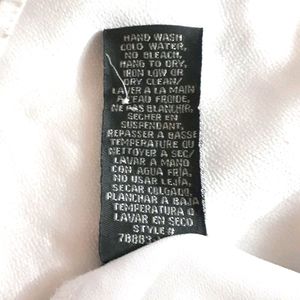 HAND WASH
COLD WATER,
NO BLEACH,
HANG TO DRY,
IRON LOW OR
DRY CLEAN/
LAVER A LA MAIN
A L'EAU FROIDE,
NE PAS BLANCHIR,
SECHER EN
SUSPENDANT,
REPASSER A BASSE
TEMPERATURE OU
NETTOYER A SEC/
LAVAR A MANO
CON AGUA FRIA,
NO USAR LEJIA,
SECAR COLGADO,
PLANCHAR A BAJA
TEMPERATURA O
LAVAR EN SECO
STYLE #